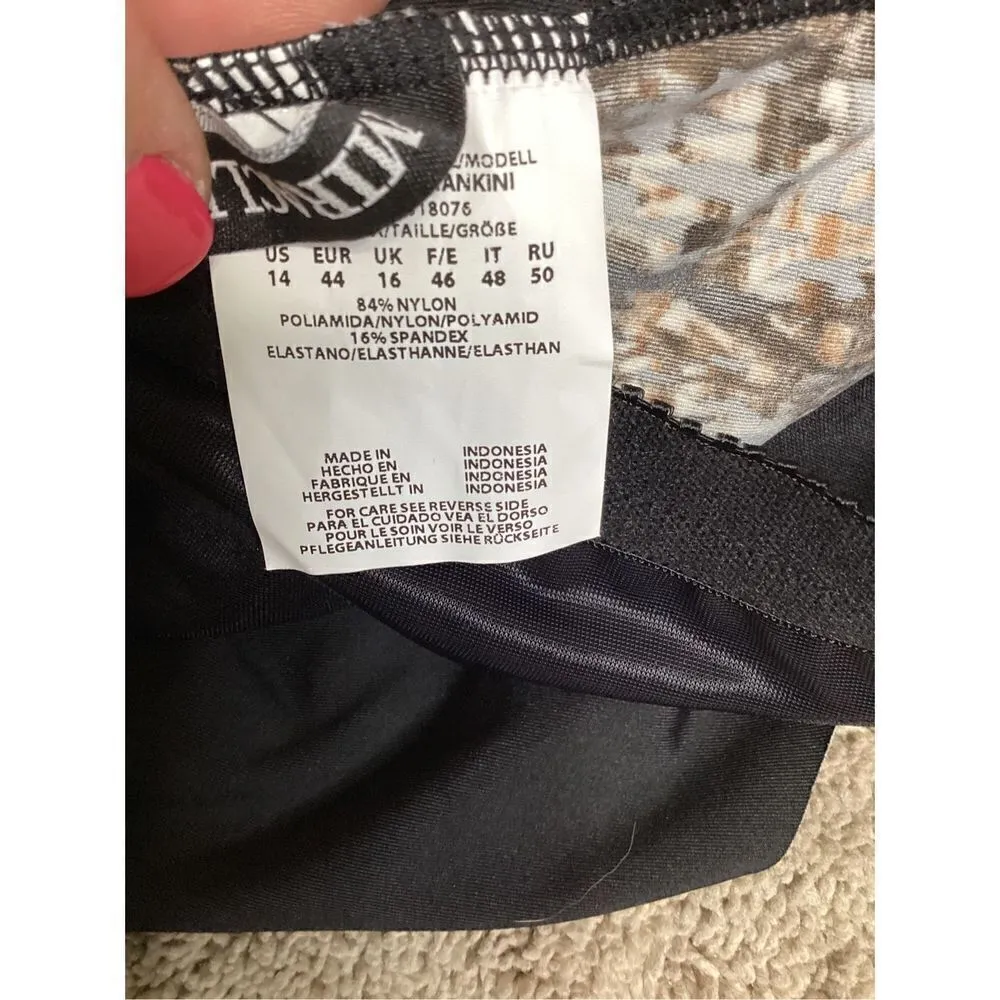 /MODELL
ANKINI
18076
/TAILLE/GRÖßE
US EUR UK F/E IT RU
14 44 16 46 48 50
84% NYLON
POLIAMIDA/NYLON/POLYAMID
16% SPANDEX
ELASTANO/ELASTHANNE/ELASTHAN
MADE IN INDONESIA
HECHO EN INDONESIA
FABRIQUE EN INDONESIA
HERGESTELLT IN INDONESIA
FOR CARE SEE REVERSE SIDE
PARA EL CUIDADO VEA EL DORSO
POUR LE SOIN VOIR LE VERSO
PFLEGEANLEITUNG SIEHE RÜCKSEITE